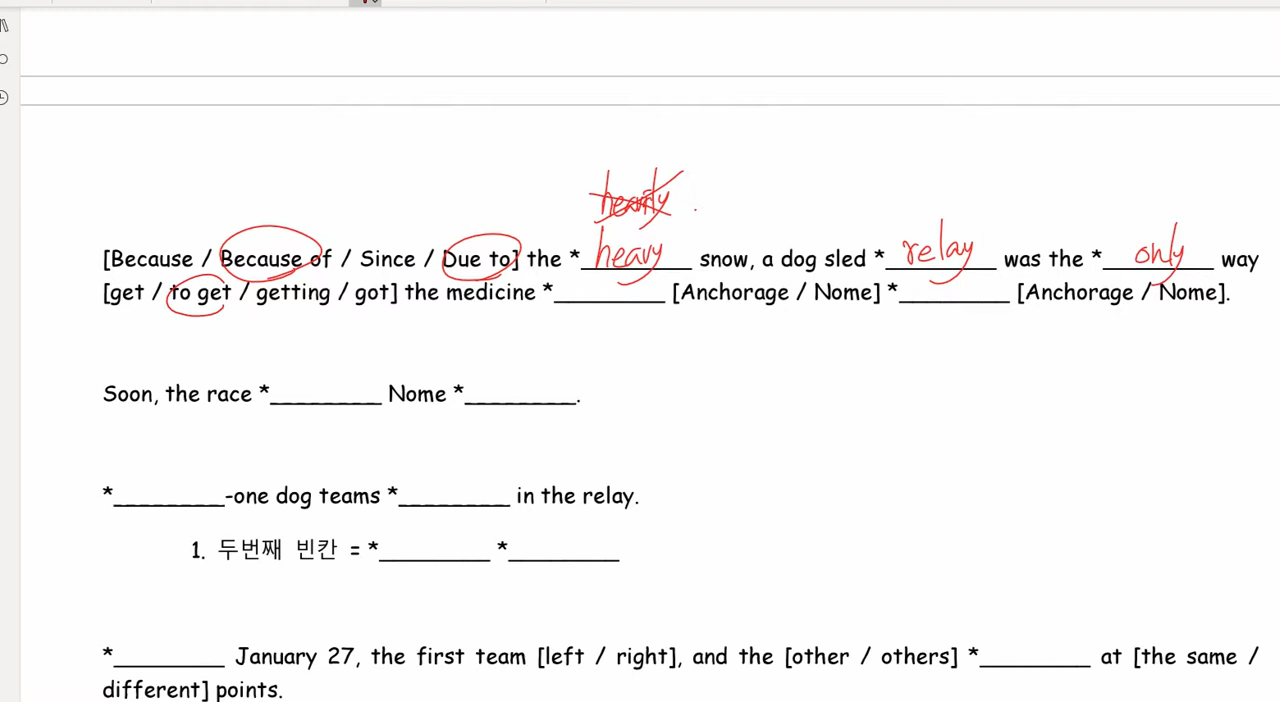 heavily
[Because / Because of / Since / Due to] the *heavy snow, a dog sled *relay was the *only way
[get / to get / getting / got] the medicine *_________ [Anchorage / Nome] *_________ [Anchorage / Nome].
Soon, the race *_________ Nome *_________.
*_________-one dog teams *_________ in the relay.
1. 두번째 빈칸 = *_________ *_________
*_________ January 27, the first team [left / right], and the [other / others] *_________ at [the same /
different] points.